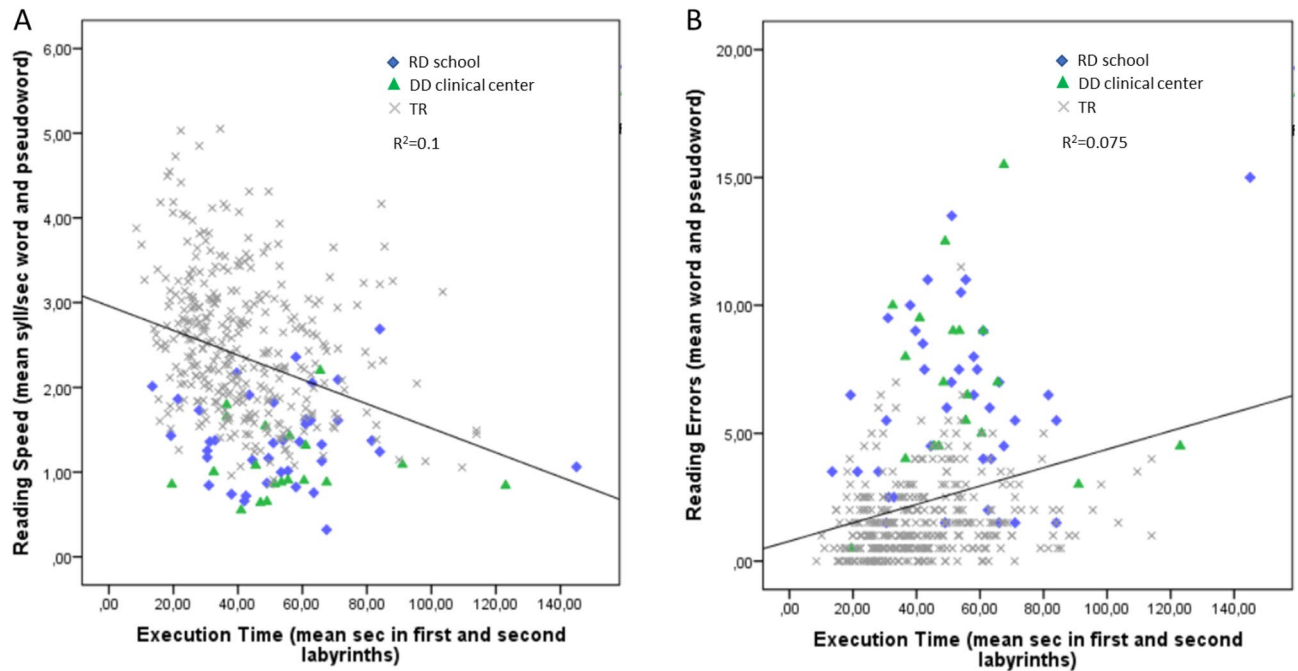 A
Reading Speed (mean syll/sec word and pseudoword)
6,00
5,00
4,00
3,00
2,00
1,00
,00
RD school
DD clinical center
TR
R²=0.1
,00 20,00 40,00 60,00 80,00 100,00 120,00 140,00
Execution Time (mean sec in first and second
labyrinths)
B
Reading Errors (mean word and pseudoword)
20,00
15,00
10,00
5,00
,00
RD school
DD clinical center
TR
R²=0.075
,00 20,00 40,00 60,00 80,00 100,00 120,00 140,00
Execution Time (mean sec in first and second
labyrinths)